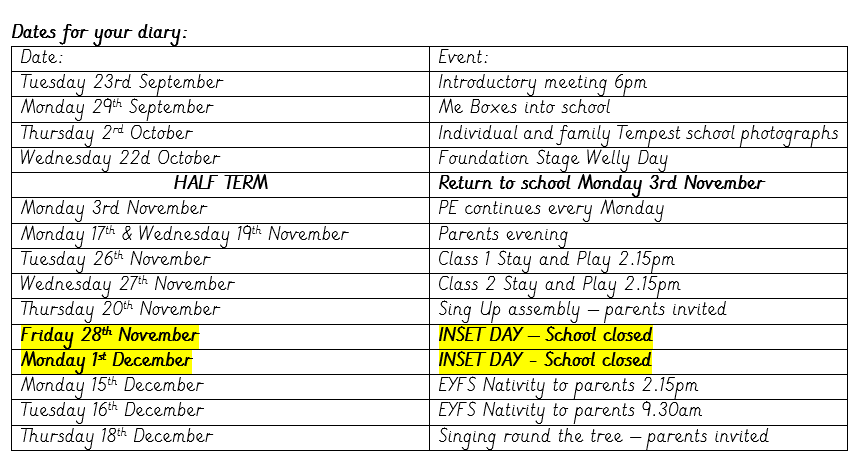 Dates for your diary:
Date: Event:
Tuesday 23rd September Introductory meeting 6pm
Monday 29th September Me Boxes into school
Thursday 2rd October Individual and family Tempest school photographs
Wednesday 22d October Foundation Stage Welly Day
HALF TERM Return to school Monday 3rd November
Monday 3rd November PE continues every Monday
Monday 17th & Wednesday 19th November Parents evening
Tuesday 26th November Class 1 Stay and Play 2.15pm
Wednesday 27th November Class 2 Stay and Play 2.15pm
Thursday 20th November Sing Up assembly – parents invited
Friday 28th November INSET DAY – School closed
Monday 1st December INSET DAY - School closed
Monday 15th December EYFS Nativity to parents 2.15pm
Tuesday 16th December EYFS Nativity to parents 9.30am
Thursday 18th December Singing round the tree – parents invited